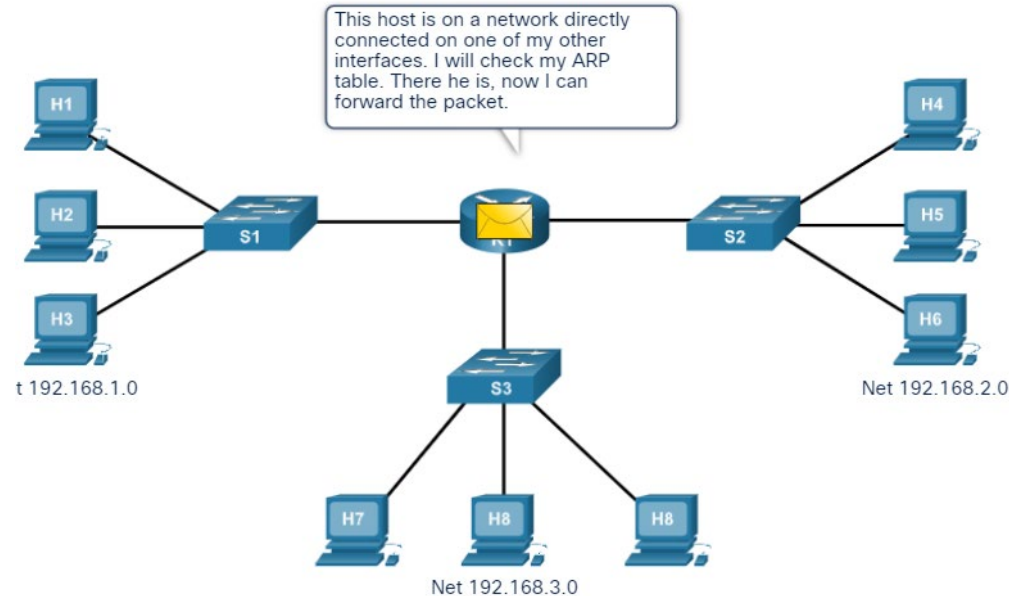 This host is on a network directly
connected on one of my other
interfaces. I will check my ARP
table. There he is, now I can
forward the packet.
H1
H4
H2
S1
S2
H5
H3
H6
t 192.168.1.0
Net 192.168.2.0
S3
H7
H8
H8
Net 192.168.3.0